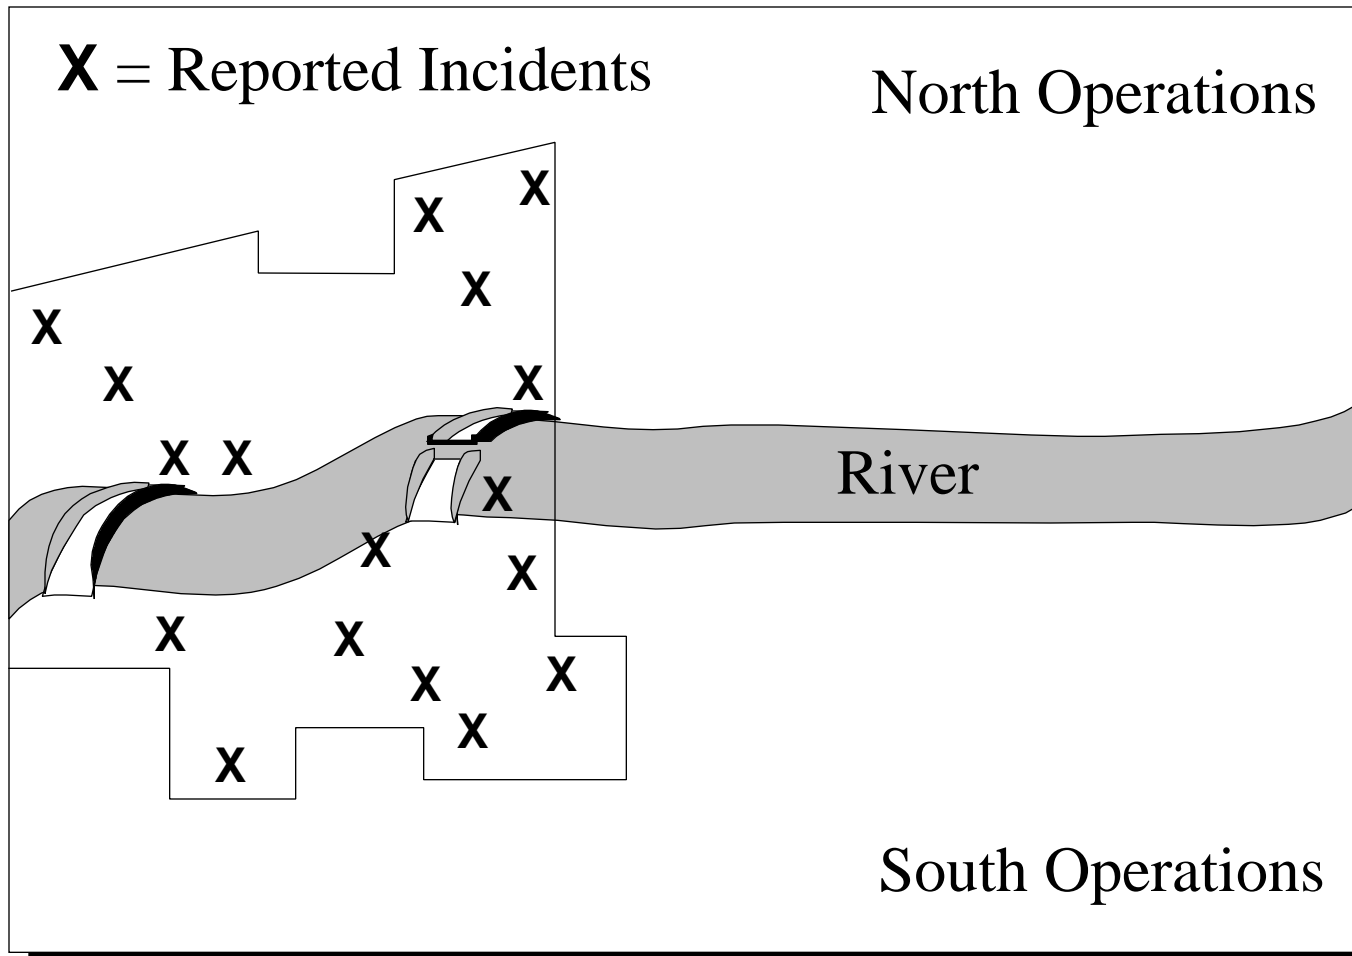 X = Reported Incidents
North Operations
X
X
X
X
X
X
X
X
River
X
X
X
X
X
X
X
X
X
South Operations